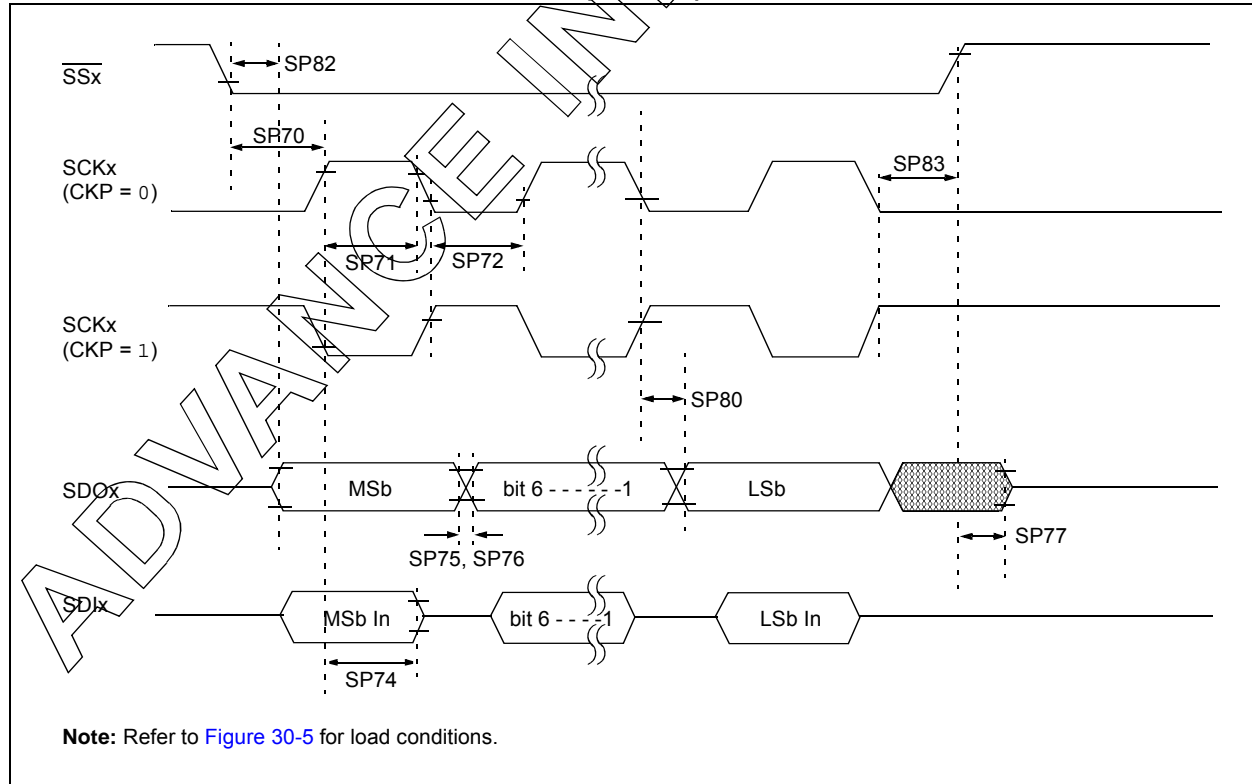 ADVANCE IN
SSx
SP82
SP70
SCKx
(CKP = 0)
SP83
SP71
SP72
SCKx
(CKP = 1)
SP80
SDOx
MSb
bit 6 - - - - - -1
LSb
SP75, SP76
SP77
SDIx
MSb In
bit 6 - - - -1
LSb In
SP74
Note: Refer to Figure 30-5 for load conditions.